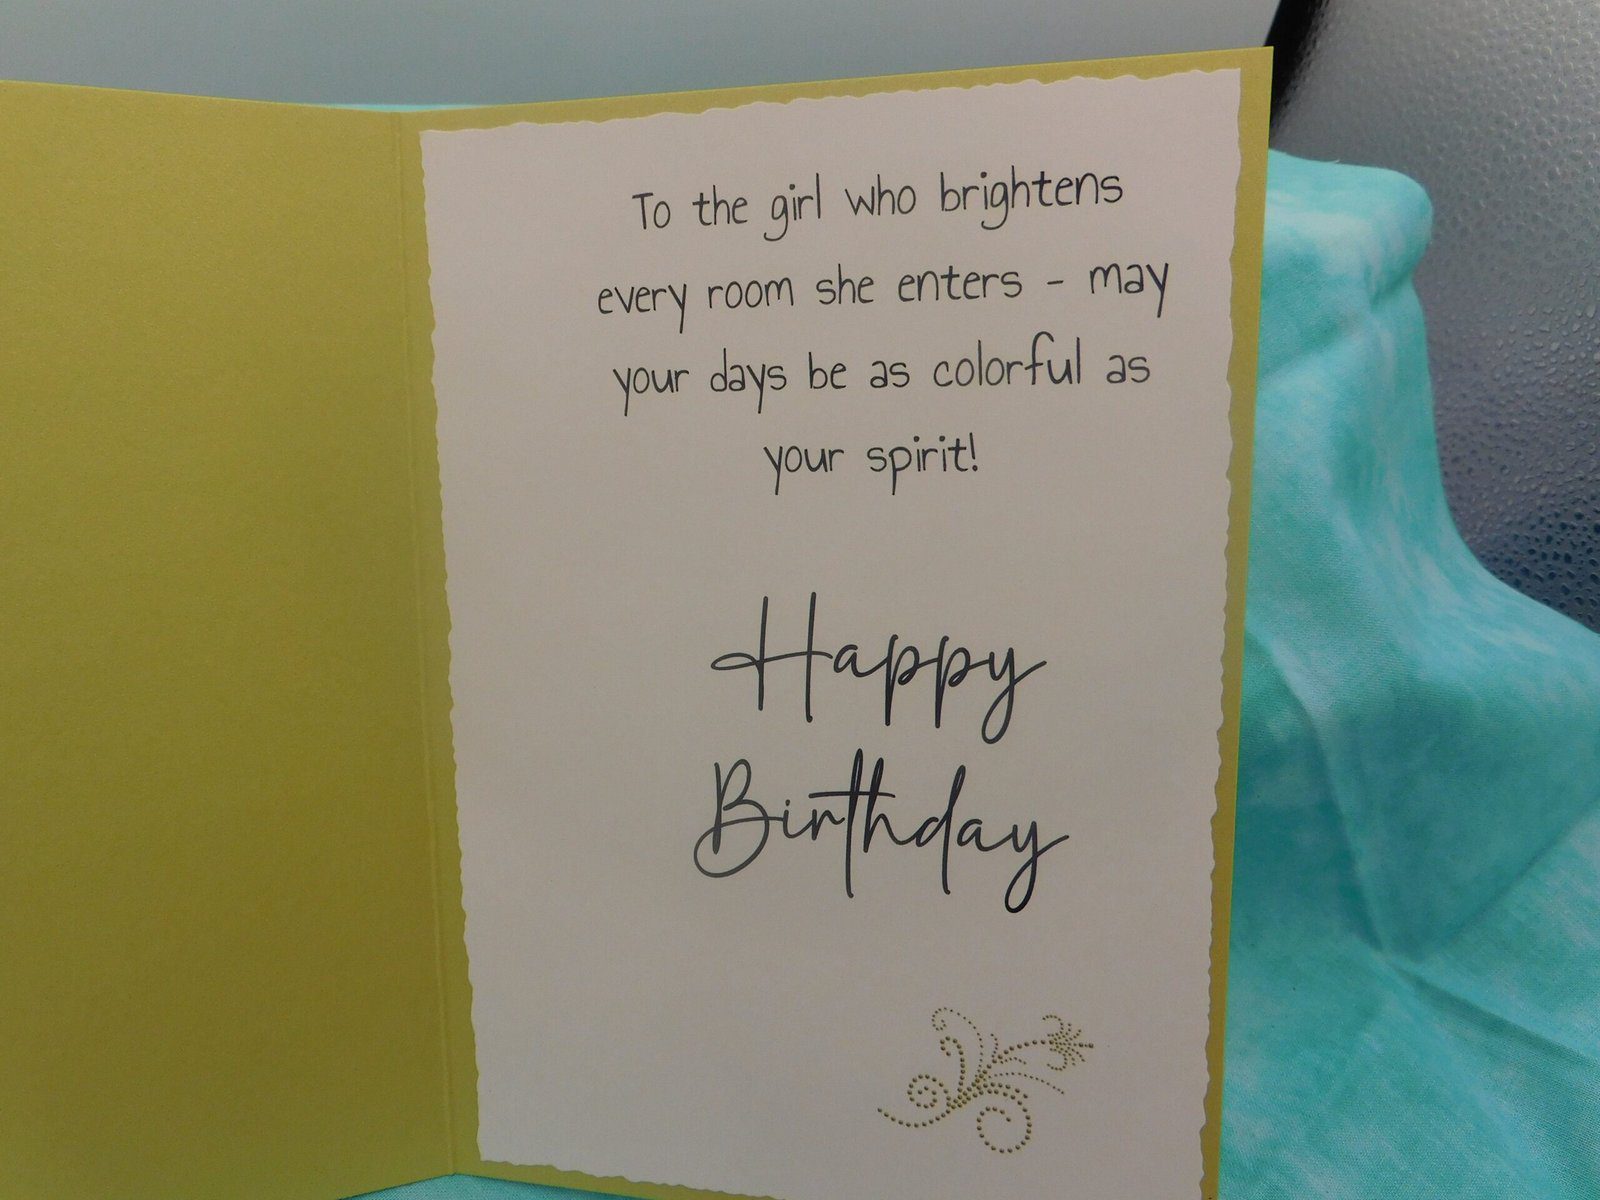 To the girl who brightens
every room she enters - may
your days be as colorful as
your spirit!
Happy
Birthday